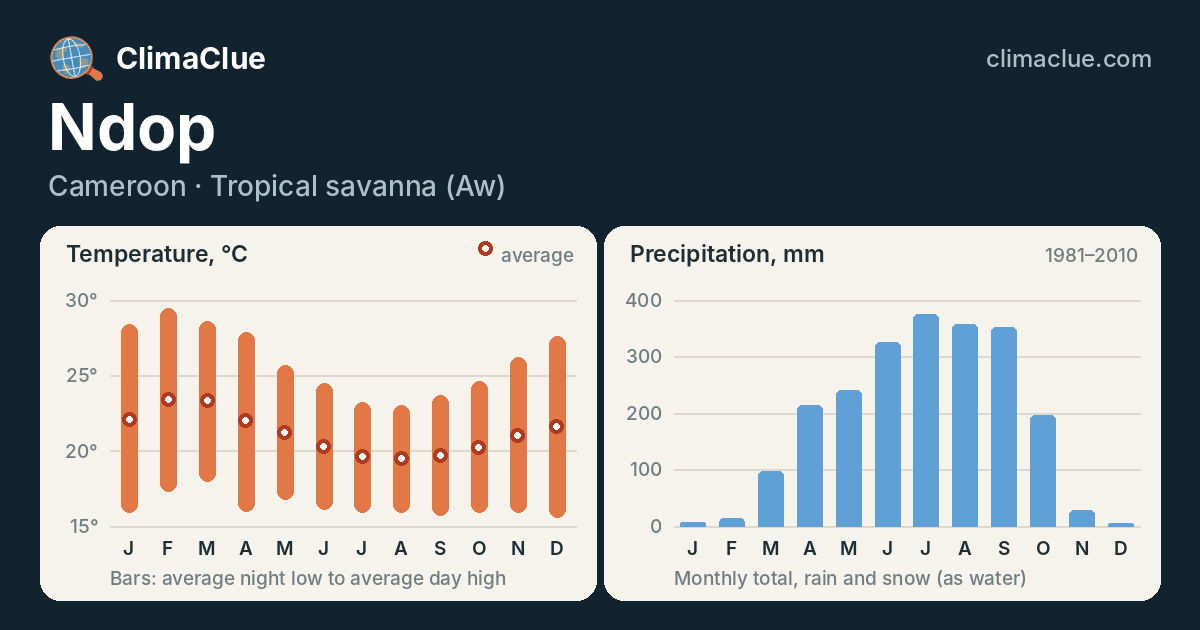 ClimaClue
climaclue.com
Ndop
Cameroon · Tropical savanna (Aw)
Temperature, °C
average
30°
25°
20°
15°
J F M A M J J A S O N D
Bars: average night low to average day high
Precipitation, mm
1981–2010
400
300
200
100
0
J F M A M J J A S O N D
Monthly total, rain and snow (as water)